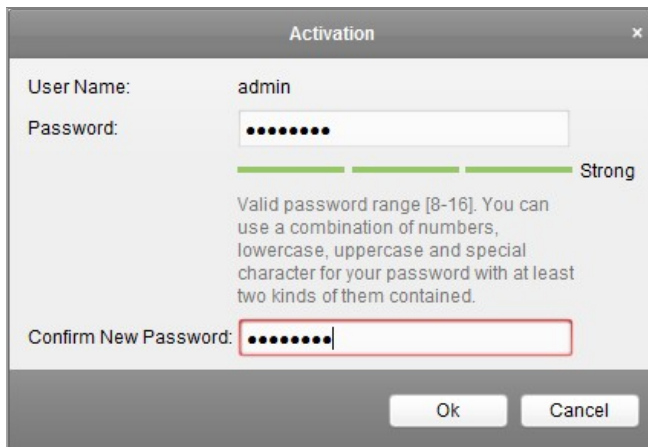 Activation ×
User Name: admin
Password: ●●●●●●●●
Strong
Valid password range [8-16]. You can
use a combination of numbers,
lowercase, uppercase and special
character for your password with at least
two kinds of them contained.
Confirm New Password: ●●●●●●●●
Ok Cancel